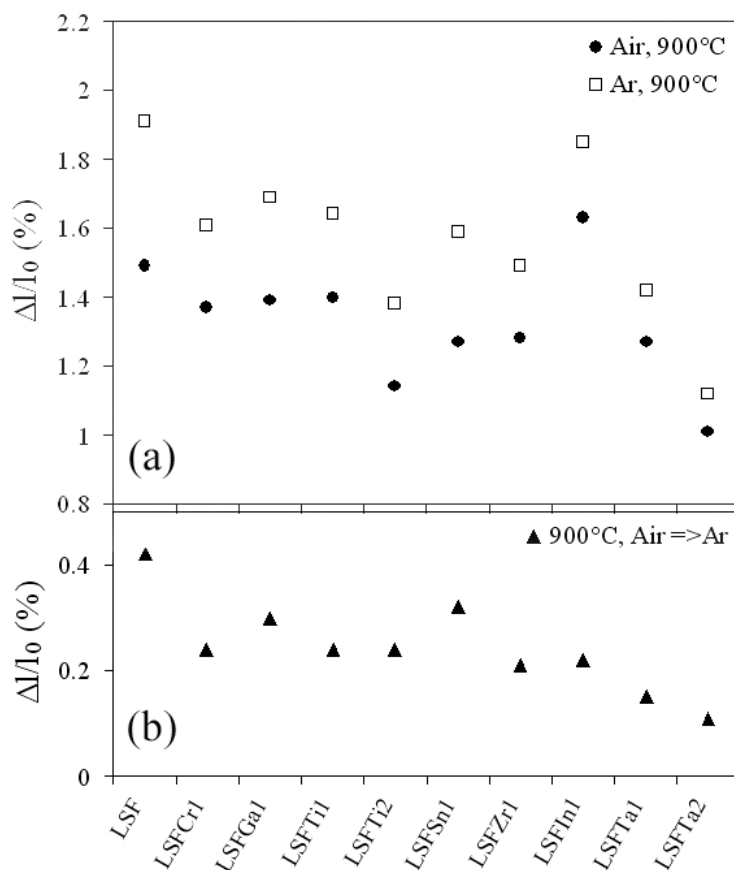 2.2
Air, 900°C
Ar, 900°C
2
1.8
1.6
1.4
1.2
1
0.8
Δl/l₀ (%)
(a)
900°C, Air =>Ar
0.4
0.2
0
Δl/l₀ (%)
(b)
LSF
LSFCr1
LSFGa1
LSFTi1
LSFTi2
LSFSn1
LSFZr1
LSFIn1
LSFTa1
LSFTa2